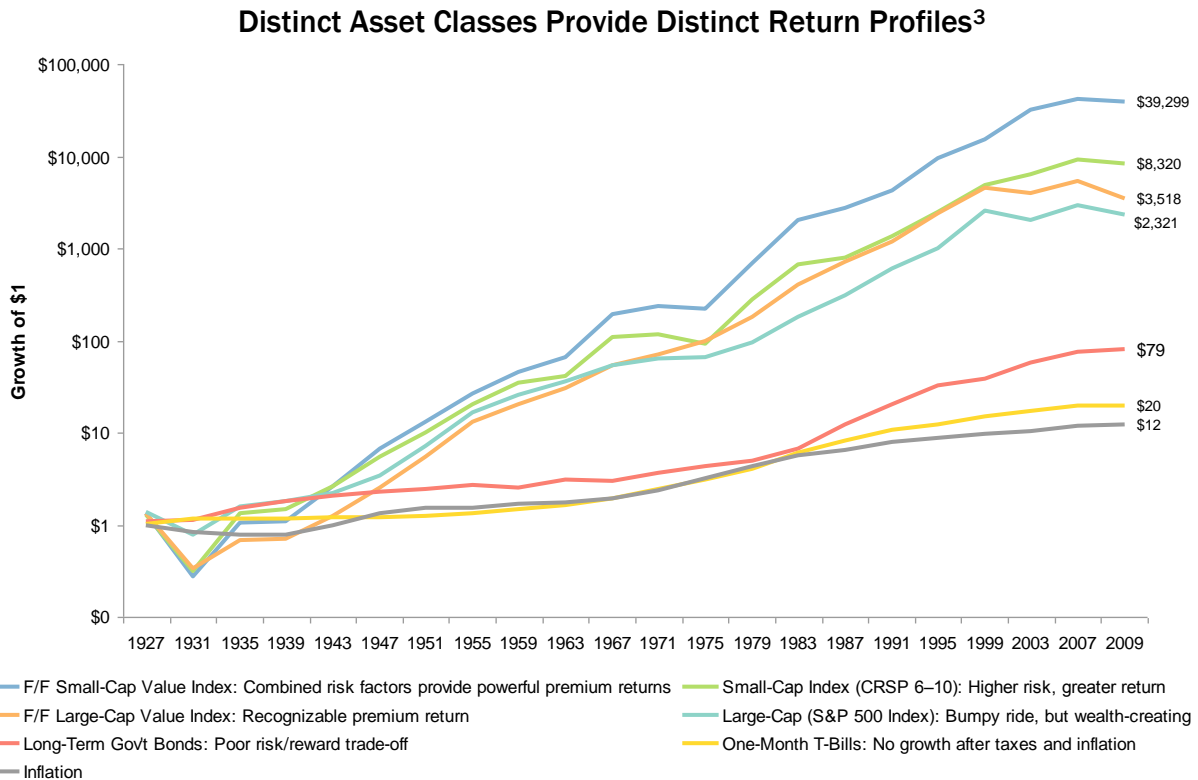 Distinct Asset Classes Provide Distinct Return Profiles³
$100,000
$10,000
$1,000
$100
$10
$1
$0
Growth of $1
$39,299
$8,320
$3,518
$2,321
$79
$20
$12
1927 1931 1935 1939 1943 1947 1951 1955 1959 1963 1967 1971 1975 1979 1983 1987 1991 1995 1999 2003 2007 2009
F/F Small-Cap Value Index: Combined risk factors provide powerful premium returns
Small-Cap Index (CRSP 6–10): Higher risk, greater return
F/F Large-Cap Value Index: Recognizable premium return
Large-Cap (S&P 500 Index): Bumpy ride, but wealth-creating
Long-Term Gov't Bonds: Poor risk/reward trade-off
One-Month T-Bills: No growth after taxes and inflation
Inflation